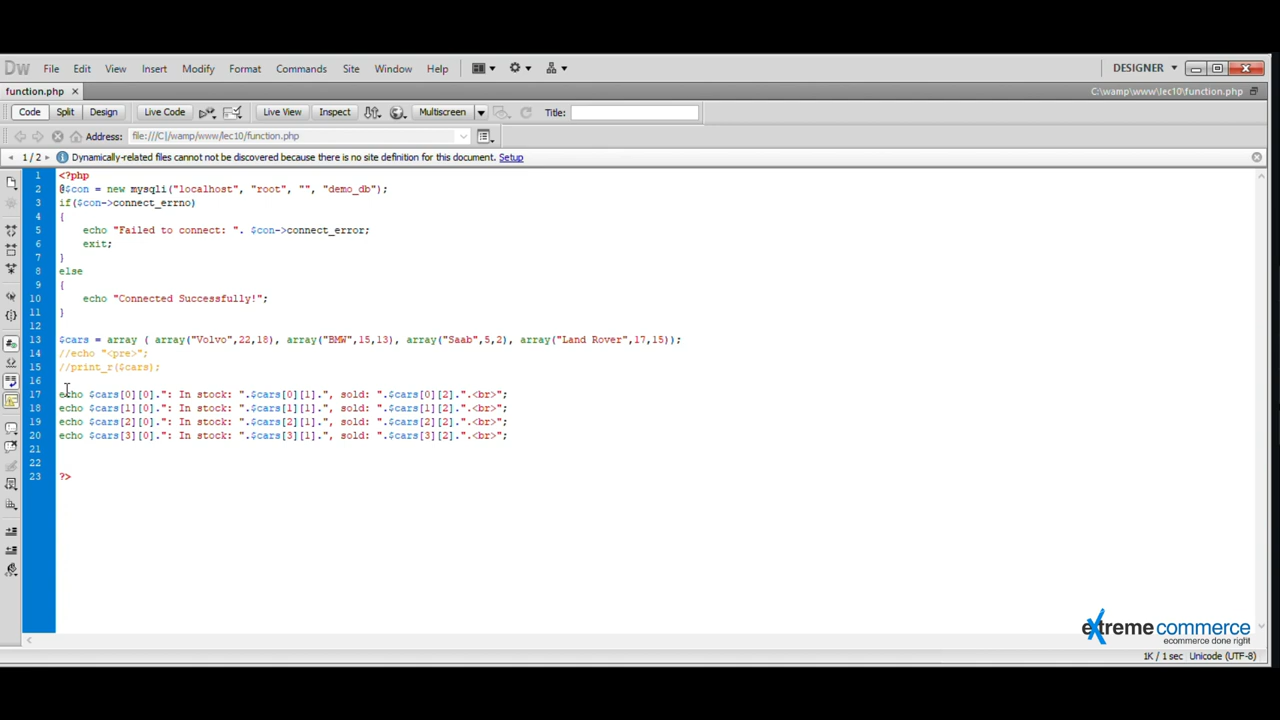 Dw File Edit View Insert Modify Format Commands Site Window Help DESIGNER
function.php C:\wamp\www\lec10\function.php
Code Split Design Live Code Live View Inspect Multiscreen Title:
Address: file:///C|/wamp/www/lec10/function.php
1 / 2 Dynamically-related files cannot be discovered because there is no site definition for this document. Setup
1 <?php
2 @$con = new mysqli("localhost", "root", "", "demo_db");
3 if($con->connect_errno)
4 {
5 echo "Failed to connect: ". $con->connect_error;
6 exit;
7 }
8 else
9 {
10 echo "Connected Successfully!";
11 }
12
13 $cars = array ( array("Volvo",22,18), array("BMW",15,13), array("Saab",5,2), array("Land Rover",17,15));
14 //echo "<pre>";
15 //print_r($cars);
16
17 echo $cars[0][0].": In stock: ".$cars[0][1].", sold: ".$cars[0][2].".<br>";
18 echo $cars[1][0].": In stock: ".$cars[1][1].", sold: ".$cars[1][2].".<br>";
19 echo $cars[2][0].": In stock: ".$cars[2][1].", sold: ".$cars[2][2].".<br>";
20 echo $cars[3][0].": In stock: ".$cars[3][1].", sold: ".$cars[3][2].".<br>";
21
22
23 ?>
extreme commerce
ecommerce done right
1K / 1 sec Unicode (UTF-8)